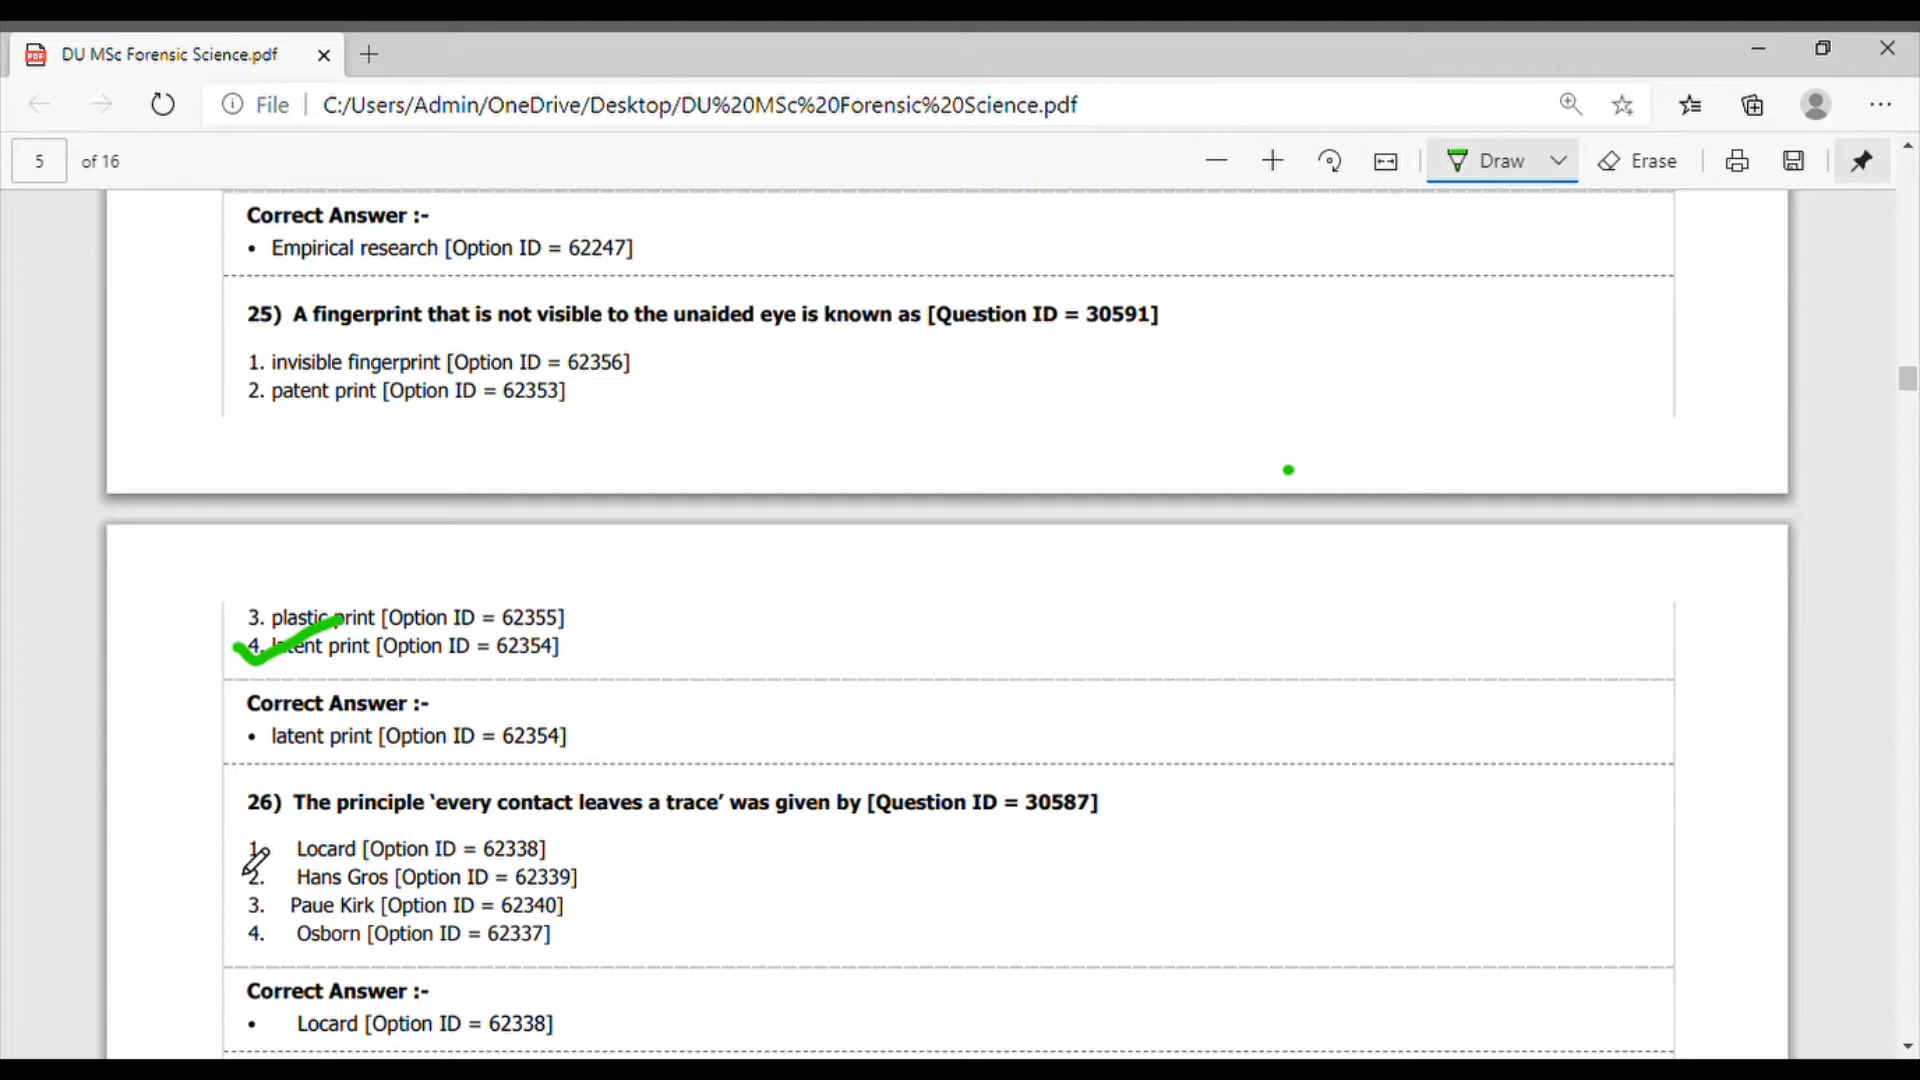 DU MSc Forensic Science.pdf
File
C:/Users/Admin/OneDrive/Desktop/DU%20MSc%20Forensic%20Science.pdf
5 of 16
Draw
Erase
Correct Answer :-
• Empirical research [Option ID = 62247]
25) A fingerprint that is not visible to the unaided eye is known as [Question ID = 30591]
1. invisible fingerprint [Option ID = 62356]
2. patent print [Option ID = 62353]
3. plastic print [Option ID = 62355]
4. latent print [Option ID = 62354]
Correct Answer :-
• latent print [Option ID = 62354]
26) The principle ‘every contact leaves a trace’ was given by [Question ID = 30587]
1. Locard [Option ID = 62338]
2. Hans Gros [Option ID = 62339]
3. Paue Kirk [Option ID = 62340]
4. Osborn [Option ID = 62337]
Correct Answer :-
• Locard [Option ID = 62338]